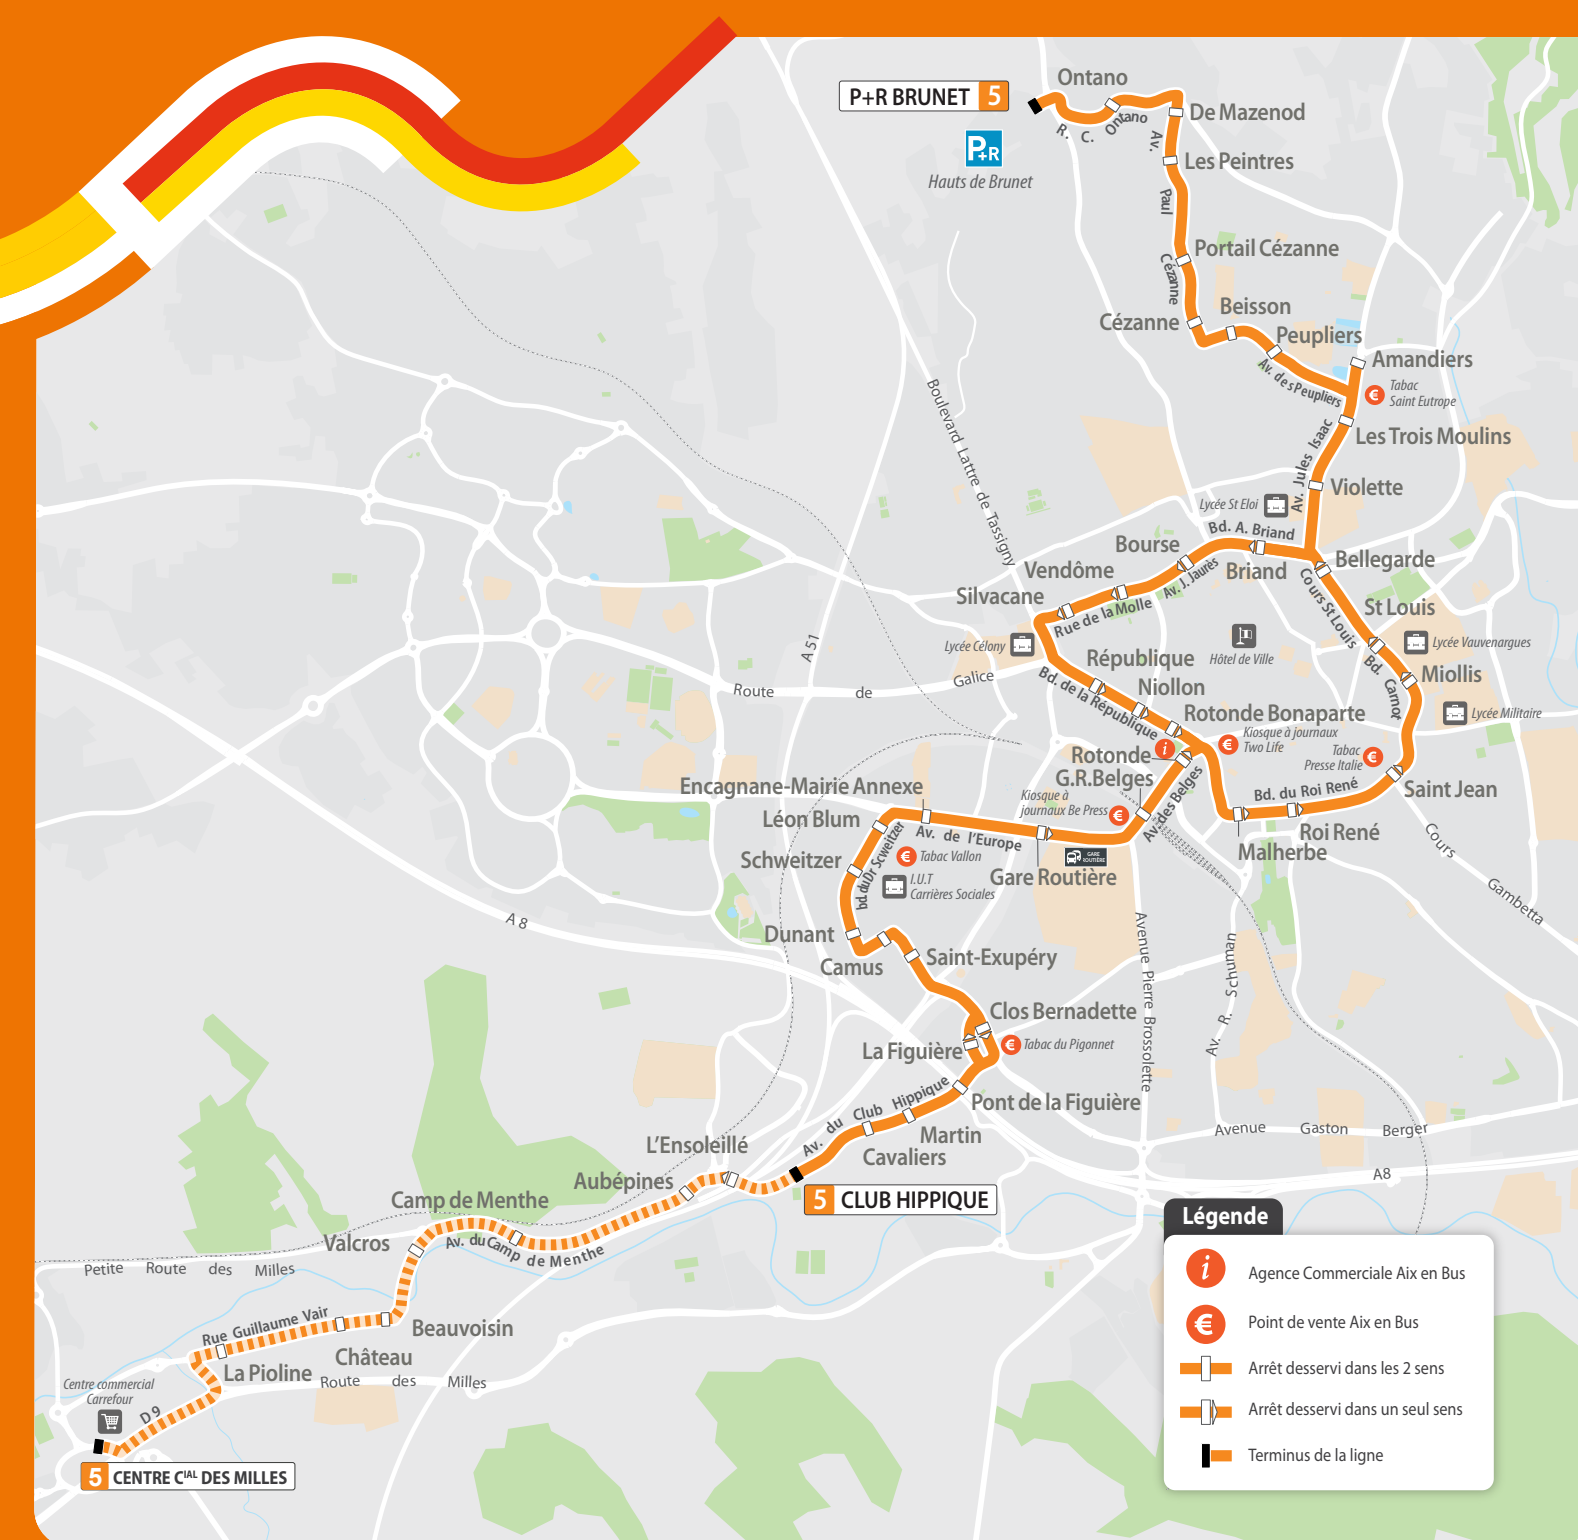 P+R BRUNET 5
Ontano
De Mazenod
P+R
Hauts de Brunet
R. C. Ontano
Av. Paul Cézanne
Les Peintres
Portail Cézanne
Cézanne
Beisson
Peupliers
Av. des Peupliers
Amandiers
€ Tabac
Saint Eutrope
Les Trois Moulins
Av. Jules Isaac
Violette
Boulevard Lattre de Tassigny
Lycée St Eloi
Bd. A. Briand
Bourse
Briand
Bellegarde
Vendôme
Av. J. Jaurès
Silvacane
Rue de la Molle
Cours St Louis
St Louis
Lycée Vauvenargues
Lycée Célony
Hôtel de Ville
Bd. Carnot
Miollis
A 51
République
Niollon
Bd. de la République
Route de Galice
Rotonde Bonaparte
€ Kiosque à journaux
Two Life
Lycée Militaire
Rotonde
i
G.R.Belges
Tabac
Presse Italie €
Encagnane-Mairie Annexe
Kiosque à
journaux Be Press €
Av. des Belges
Bd. du Roi René
Saint Jean
Léon Blum
Av. de l'Europe
Roi René
Malherbe
Cours Gambetta
Schweitzer
bd du Dr Scweitzer
€ Tabac Vallon
I.U.T
Carrières Sociales
GARE
ROUTIÈRE
Gare Routière
A 8
Dunant
Camus
Saint-Exupéry
Avenue Pierre Brossolette
Av. R. Schuman
Clos Bernadette
La Figuière
€ Tabac du Pigonnet
Av. du Club Hippique
Pont de la Figuière
Martin
Cavaliers
Avenue Gaston Berger
A8
L'Ensoleillé
Aubépines
5 CLUB HIPPIQUE
Camp de Menthe
Valcros
Av. du Camp de Menthe
Petite Route des Milles
Rue Guillaume Vair
Beauvoisin
Château
La Pioline
Route des Milles
Centre commercial
Carrefour
D 9
5 CENTRE CIAL DES MILLES
Légende
i Agence Commerciale Aix en Bus
€ Point de vente Aix en Bus
Arrêt desservi dans les 2 sens
Arrêt desservi dans un seul sens
Terminus de la ligne